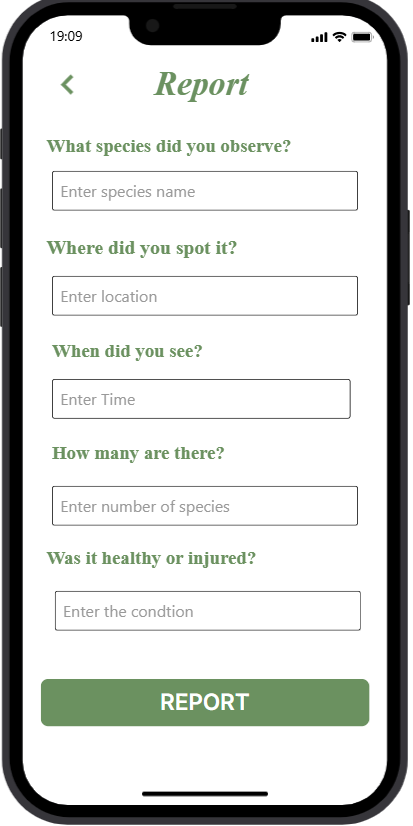 19:09
Report
What species did you observe?
Enter species name
Where did you spot it?
Enter location
When did you see?
Enter Time
How many are there?
Enter number of species
Was it healthy or injured?
Enter the condtion
REPORT